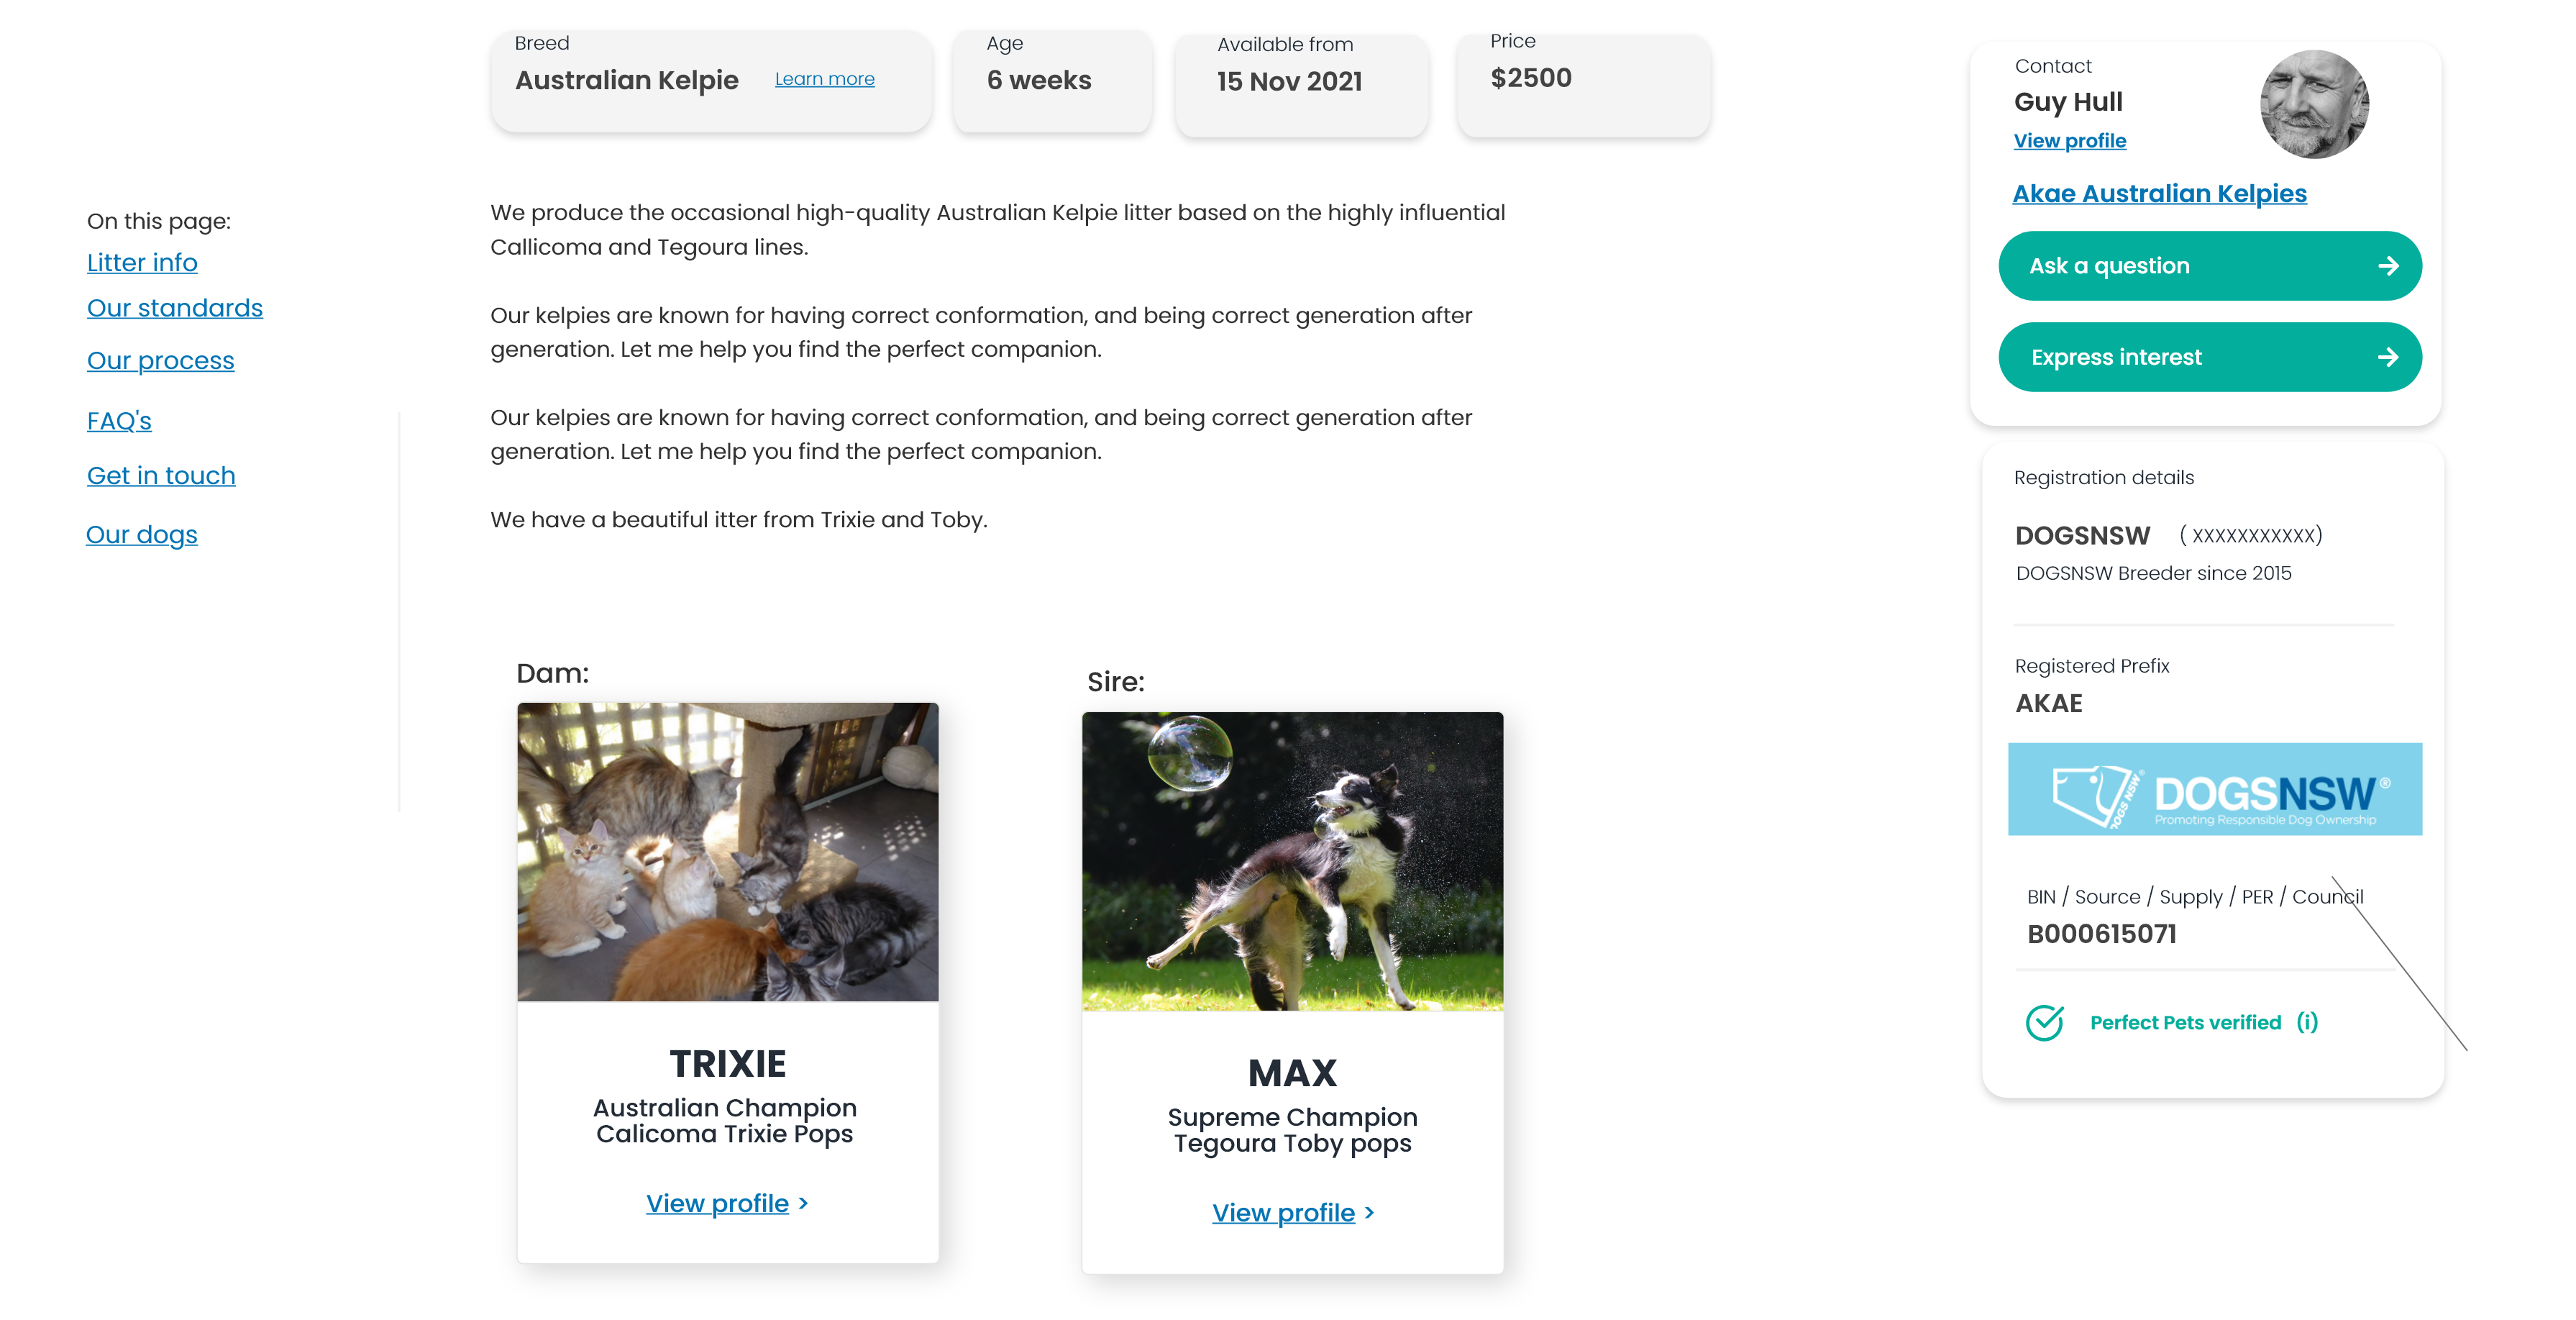 Breed
Australian Kelpie Learn more
Age
6 weeks
Available from
15 Nov 2021
Price
$2500
On this page:
Litter info
Our standards
Our process
FAQ's
Get in touch
Our dogs
We produce the occasional high-quality Australian Kelpie litter based on the highly influential
Callicoma and Tegoura lines.
Our kelpies are known for having correct conformation, and being correct generation after
generation. Let me help you find the perfect companion.
Our kelpies are known for having correct conformation, and being correct generation after
generation. Let me help you find the perfect companion.
We have a beautiful itter from Trixie and Toby.
Dam:
TRIXIE
Australian Champion
Calicoma Trixie Pops
View profile >
Sire:
MAX
Supreme Champion
Tegoura Toby pops
View profile >
Contact
Guy Hull
View profile
Akae Australian Kelpies
Ask a question
Express interest
Registration details
DOGSNSW ( XXXXXXXXXXX)
DOGSNSW Breeder since 2015
Registered Prefix
AKAE
DOGS NSW®
DOGSNSW®
Promoting Responsible Dog Ownership
BIN / Source / Supply / PER / Council
B000615071
Perfect Pets verified (i)